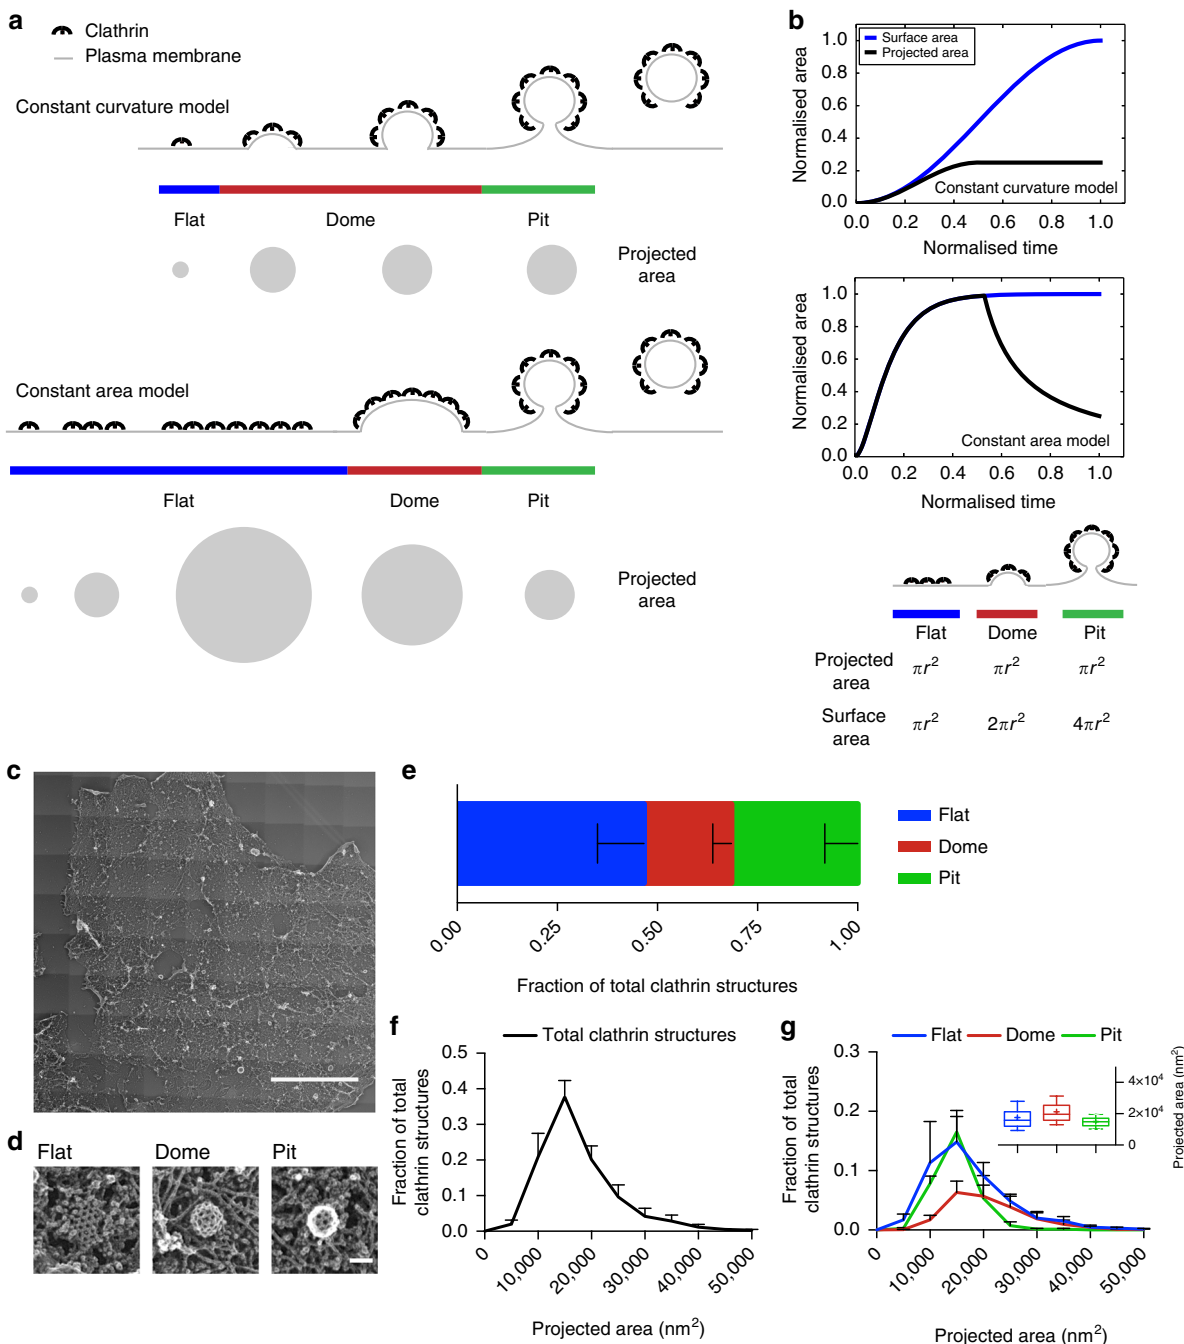 a
Clathrin
Plasma membrane
Constant curvature model
Flat
Dome
Pit
Projected
area
Constant area model
Flat
Dome
Pit
Projected
area
b
Normalised area
1.0
0.8
0.6
0.4
0.2
0.0
Surface area
Projected area
Constant curvature model
0.0 0.2 0.4 0.6 0.8 1.0
Normalised time
Normalised area
1.0
0.8
0.6
0.4
0.2
0.0
Constant area model
0.0 0.2 0.4 0.6 0.8 1.0
Normalised time
Flat Dome Pit
Projected
area
πr² πr² πr²
Surface
area
πr² 2πr² 4πr²
c
d
Flat Dome Pit
e
Flat
Dome
Pit
0.00 0.25 0.50 0.75 1.00
Fraction of total clathrin structures
f
Total clathrin structures
Fraction of total
clathrin structures
0.5
0.4
0.3
0.2
0.1
0.0
0 10,000 20,000 30,000 40,000 50,000
Projected area (nm²)
g
Flat Dome Pit
Fraction of total
clathrin structures
0.3
0.2
0.1
0.0
4×10⁴
2×10⁴
0
Projected area (nm²)
0 10,000 20,000 30,000 40,000 50,000
Projected area (nm²)